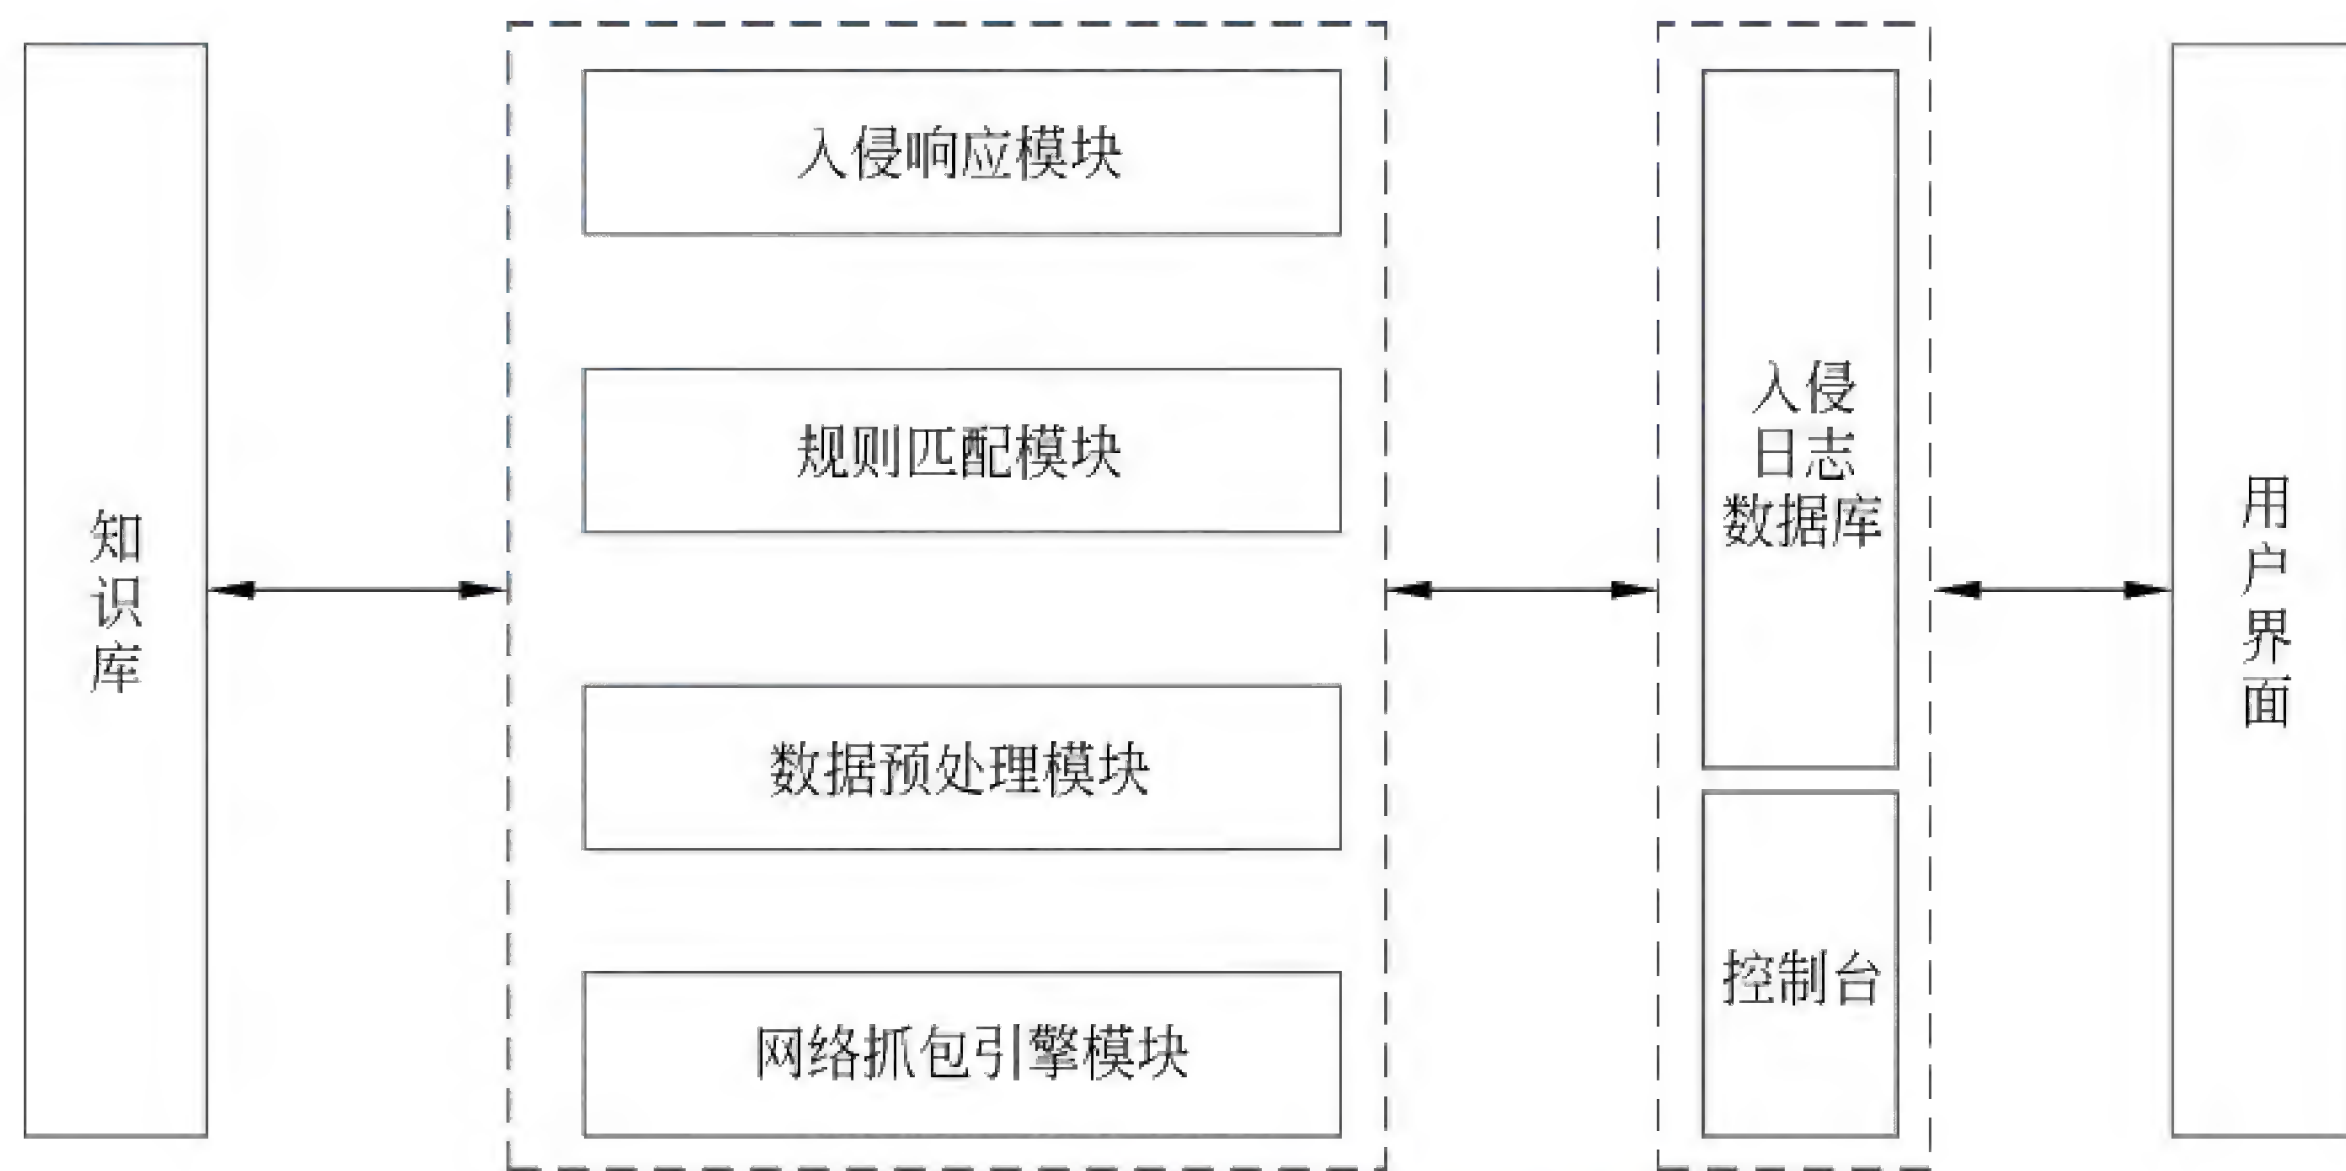 知
识
库
入侵响应模块
规则匹配模块
数据预处理模块
网络抓包引擎模块
入侵
日志
数据库
控制台
用
户
界
面